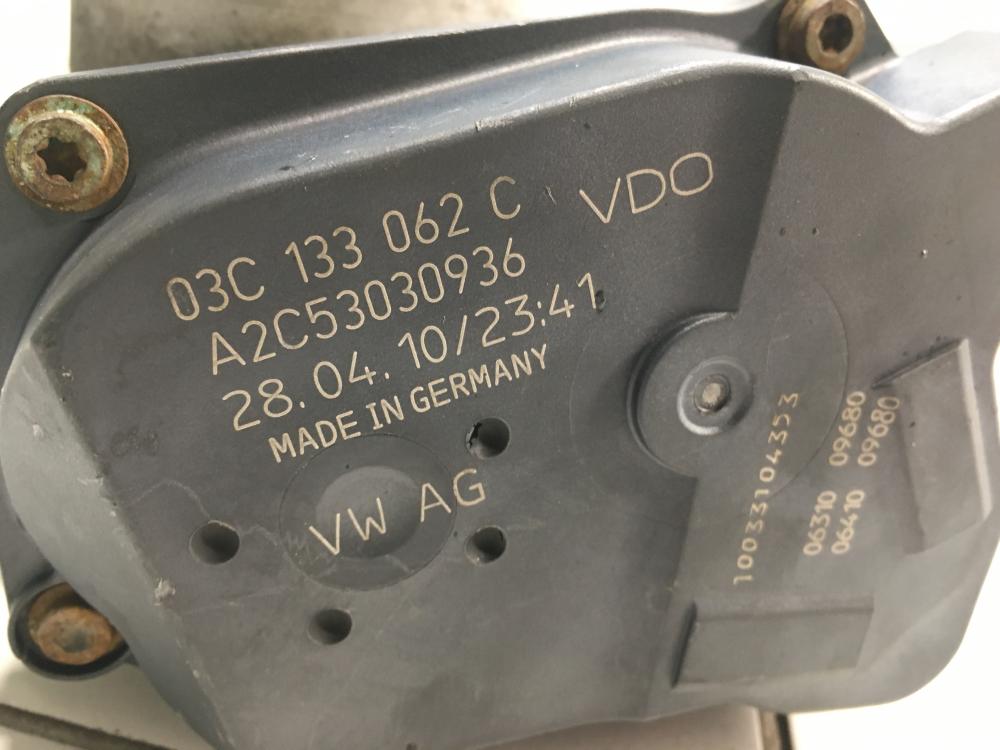 03C 133 062 C
VDO
A2C53030936
28.04.10/23:41
MADE IN GERMANY
VW AG
10033104353
06310 09680
06410 09680